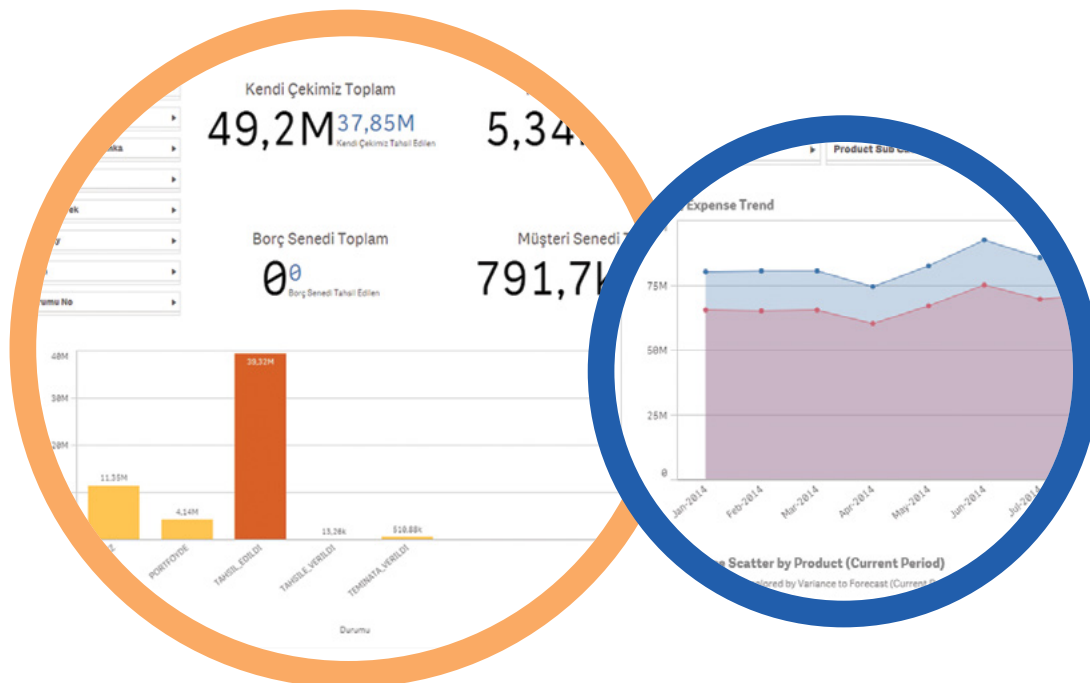 Kendi Çekimiz Toplam
49,2M 37,85M
Kendi Çekimiz Tahsil Edilen
5,34
Borç Senedi Toplam
0 0
Borç Senedi Tahsil Edilen
Müşteri Senedi
791,7k
No
40M
30M
20M
11,35M
4,14M
39,32M
13,26k
510,88k
PORTFOYDE
TAHSIL_EDILDI
TAHSILE_VERILDI
TEMINATA_VERILDI
Durumu
Product Sub
Expense Trend
75M
50M
25M
0
Jan-2014
Feb-2014
Mar-2014
Apr-2014
May-2014
Jun-2014
Jul-2014
Scatter by Product (Current Period)
by Variance to Forecast (Current